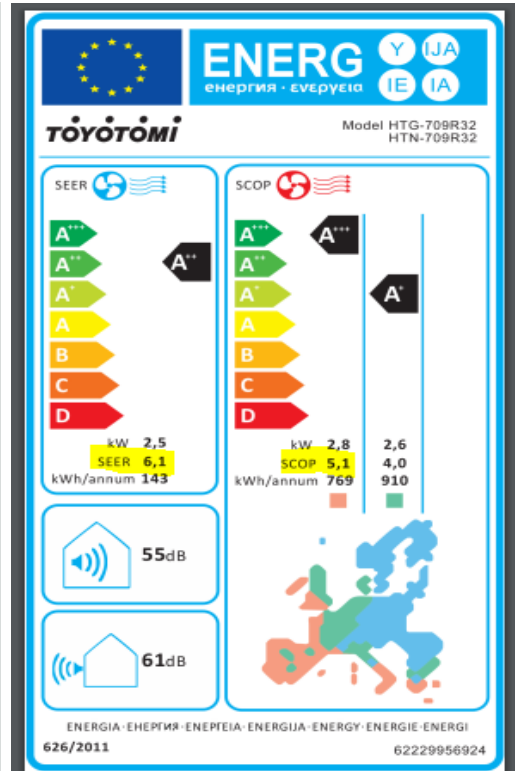 ENERG
енергия · ενεργεια
Y
IJA
IE
IA
TOYOTOMI
Model HTG-709R32
HTN-709R32
SEER
A+++
A++
A+
A
B
C
D
A++
kW 2,5
SEER 6,1
kWh/annum 143
SCOP
A+++
A++
A+
A
B
C
D
A+++
A+
kW 2,8 2,6
SCOP 5,1 4,0
kWh/annum 769 910
55dB
61dB
ENERGIA·ЕНЕРГИЯ·ΕΝΕΡΓΕΙΑ·ENERGIJA·ENERGY·ENERGIE·ENERGI
626/2011
62229956924